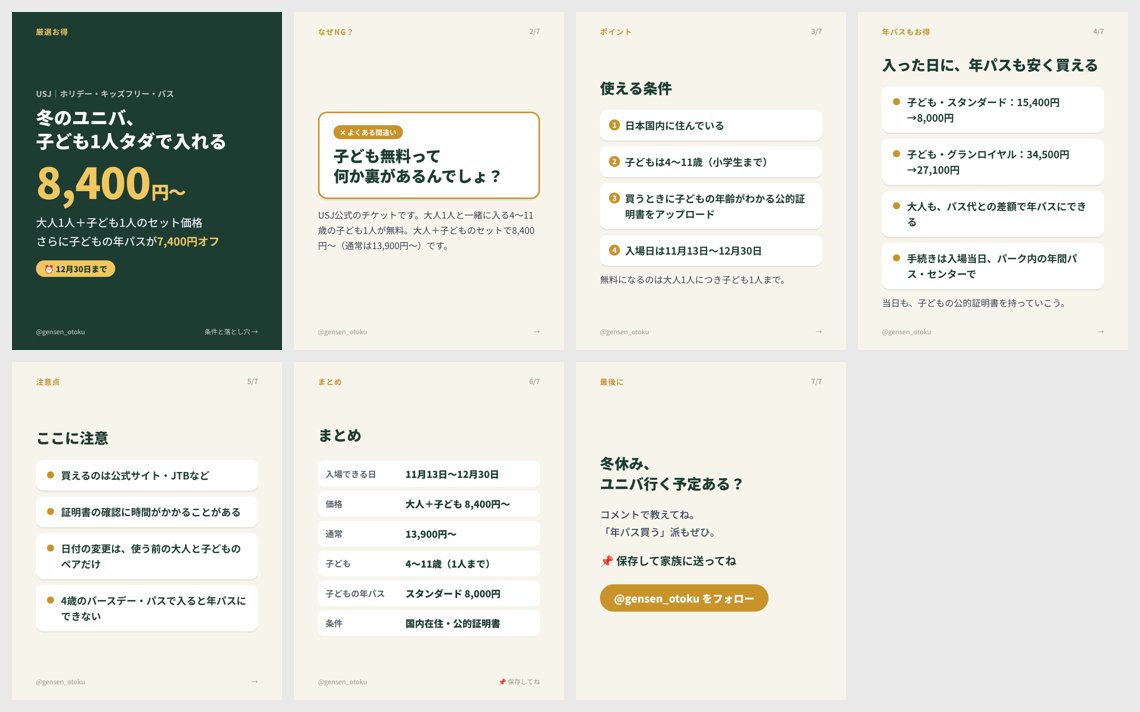 厳選お得
USJ｜ホリデー・キッズフリー・パス
冬のユニバ、
子ども1人タダで入れる
8,400円〜
大人1人＋子ども1人のセット価格
さらに子どもの年パスが7,400円オフ
⏰ 12月30日まで
@gensen_otoku
条件と落とし穴 →
なぜNG？
2/7
× よくある間違い
子ども無料って
何か裏があるんでしょ？
USJ公式のチケットです。大人1人と一緒に入る4〜11
歳の子ども1人が無料。大人＋子どものセットで8,400
円〜（通常は13,900円〜）です。
@gensen_otoku
→
ポイント
3/7
使える条件
1 日本国内に住んでいる
2 子どもは4〜11歳（小学生まで）
3 買うときに子どもの年齢がわかる公的証
明書をアップロード
4 入場日は11月13日〜12月30日
無料になるのは大人1人につき子ども1人まで。
@gensen_otoku
→
年パスもお得
4/7
入った日に、年パスも安く買える
子ども・スタンダード：15,400円
→8,000円
子ども・グランロイヤル：34,500円
→27,100円
大人も、パス代との差額で年パスにでき
る
手続きは入場当日、パーク内の年間パ
ス・センターで
当日も、子どもの公的証明書を持っていこう。
@gensen_otoku
→
注意点
5/7
ここに注意
買えるのは公式サイト・JTBなど
証明書の確認に時間がかかることがある
日付の変更は、使う前の大人と子どもの
ペアだけ
4歳のバースデー・パスで入ると年パスに
できない
@gensen_otoku
→
まとめ
6/7
まとめ
入場できる日 11月13日〜12月30日
価格 大人＋子ども 8,400円〜
通常 13,900円〜
子ども 4〜11歳（1人まで）
子どもの年パス スタンダード 8,000円
条件 国内在住・公的証明書
@gensen_otoku
📌 保存してね
最後に
7/7
冬休み、
ユニバ行く予定ある？
コメントで教えてね。
「年パス買う」派もぜひ。
📌 保存して家族に送ってね
@gensen_otoku をフォロー